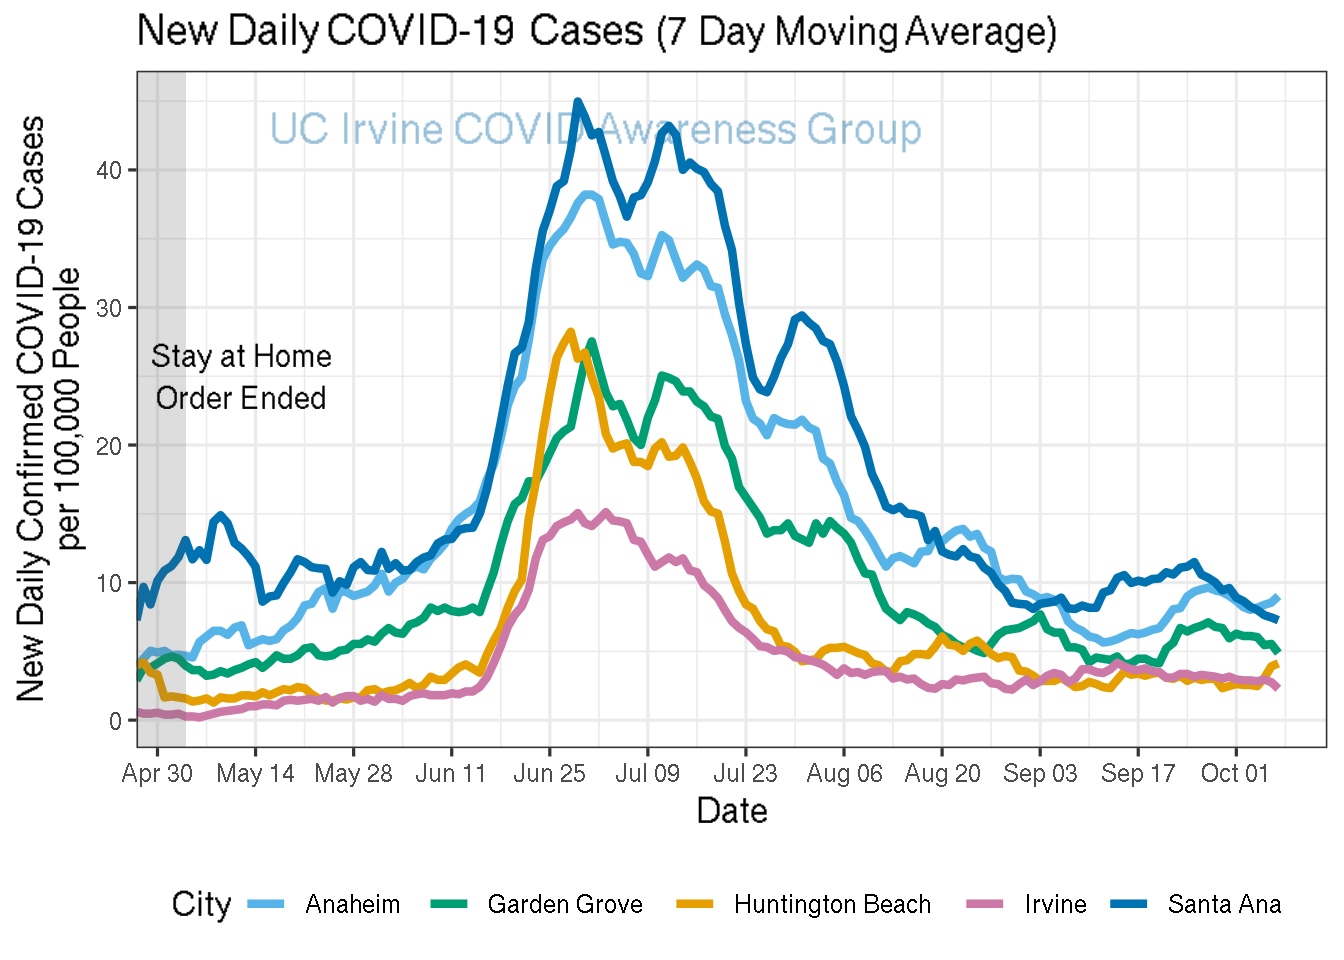 New Daily COVID-19 Cases (7 Day Moving Average)
UC Irvine COVID Awareness Group
New Daily Confirmed COVID-19 Cases
per 100,000 People
40
30
20
10
0
Stay at Home
Order Ended
Apr 30 May 14 May 28 Jun 11 Jun 25 Jul 09 Jul 23 Aug 06 Aug 20 Sep 03 Sep 17 Oct 01
Date
City Anaheim Garden Grove Huntington Beach Irvine Santa Ana